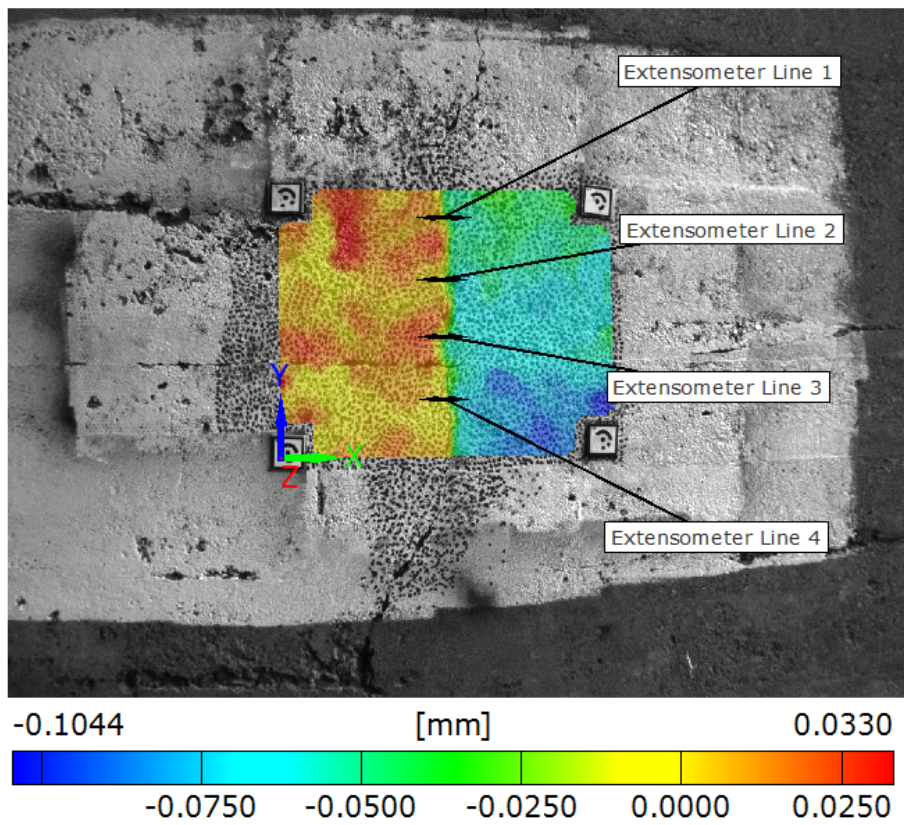 Extensometer Line 1
Extensometer Line 2
Extensometer Line 3
Extensometer Line 4
Y
X
Z
-0.1044 [mm] 0.0330
-0.0750 -0.0500 -0.0250 0.0000 0.0250